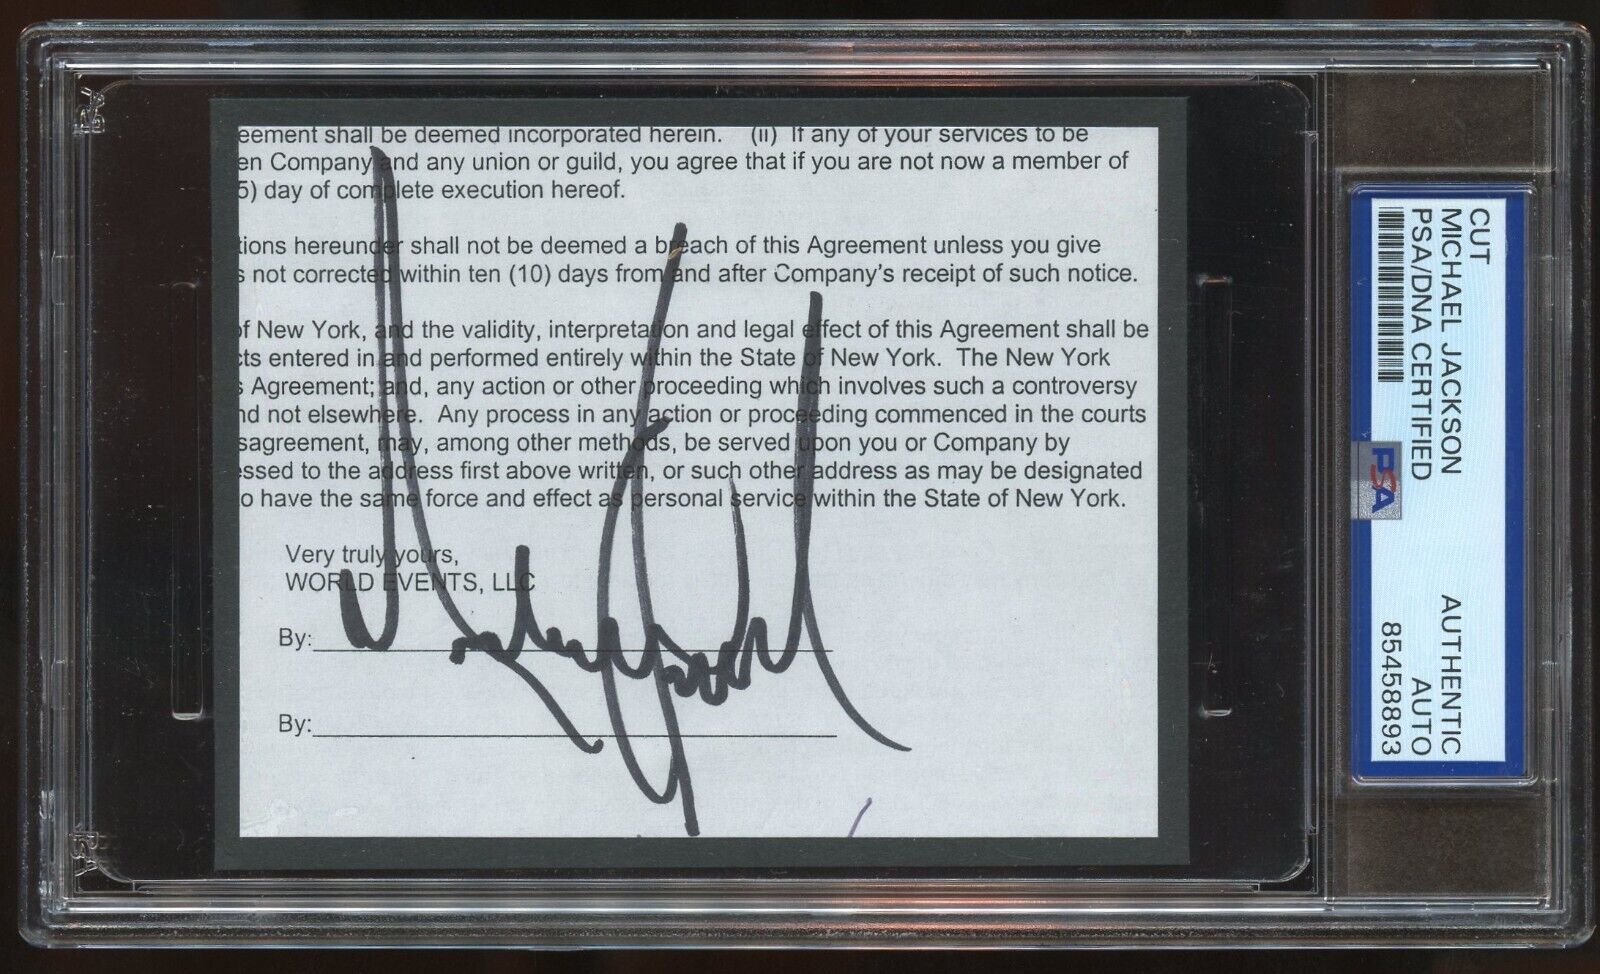 eement shall be deemed incorporated herein. (ii) If any of your services to be
en Company and any union or guild, you agree that if you are not now a member of
5) day of complete execution hereof.
tions hereunder shall not be deemed a breach of this Agreement unless you give
s not corrected within ten (10) days from and after Company's receipt of such notice.
of New York, and the validity, interpretation and legal effect of this Agreement shall be
cts entered in and performed entirely within the State of New York. The New York
s Agreement; and, any action or other proceeding which involves such a controversy
nd not elsewhere. Any process in any action or proceeding commenced in the courts
sagreement, may, among other methods, be served upon you or Company by
essed to the address first above written, or such other address as may be designated
o have the same force and effect as personal service within the State of New York.
Very truly yours,
WORLD EVENTS, LLC
By:
By:
CUT
MICHAEL JACKSON AUTHENTIC
PSA/DNA CERTIFIED AUTO
85458893
PSA